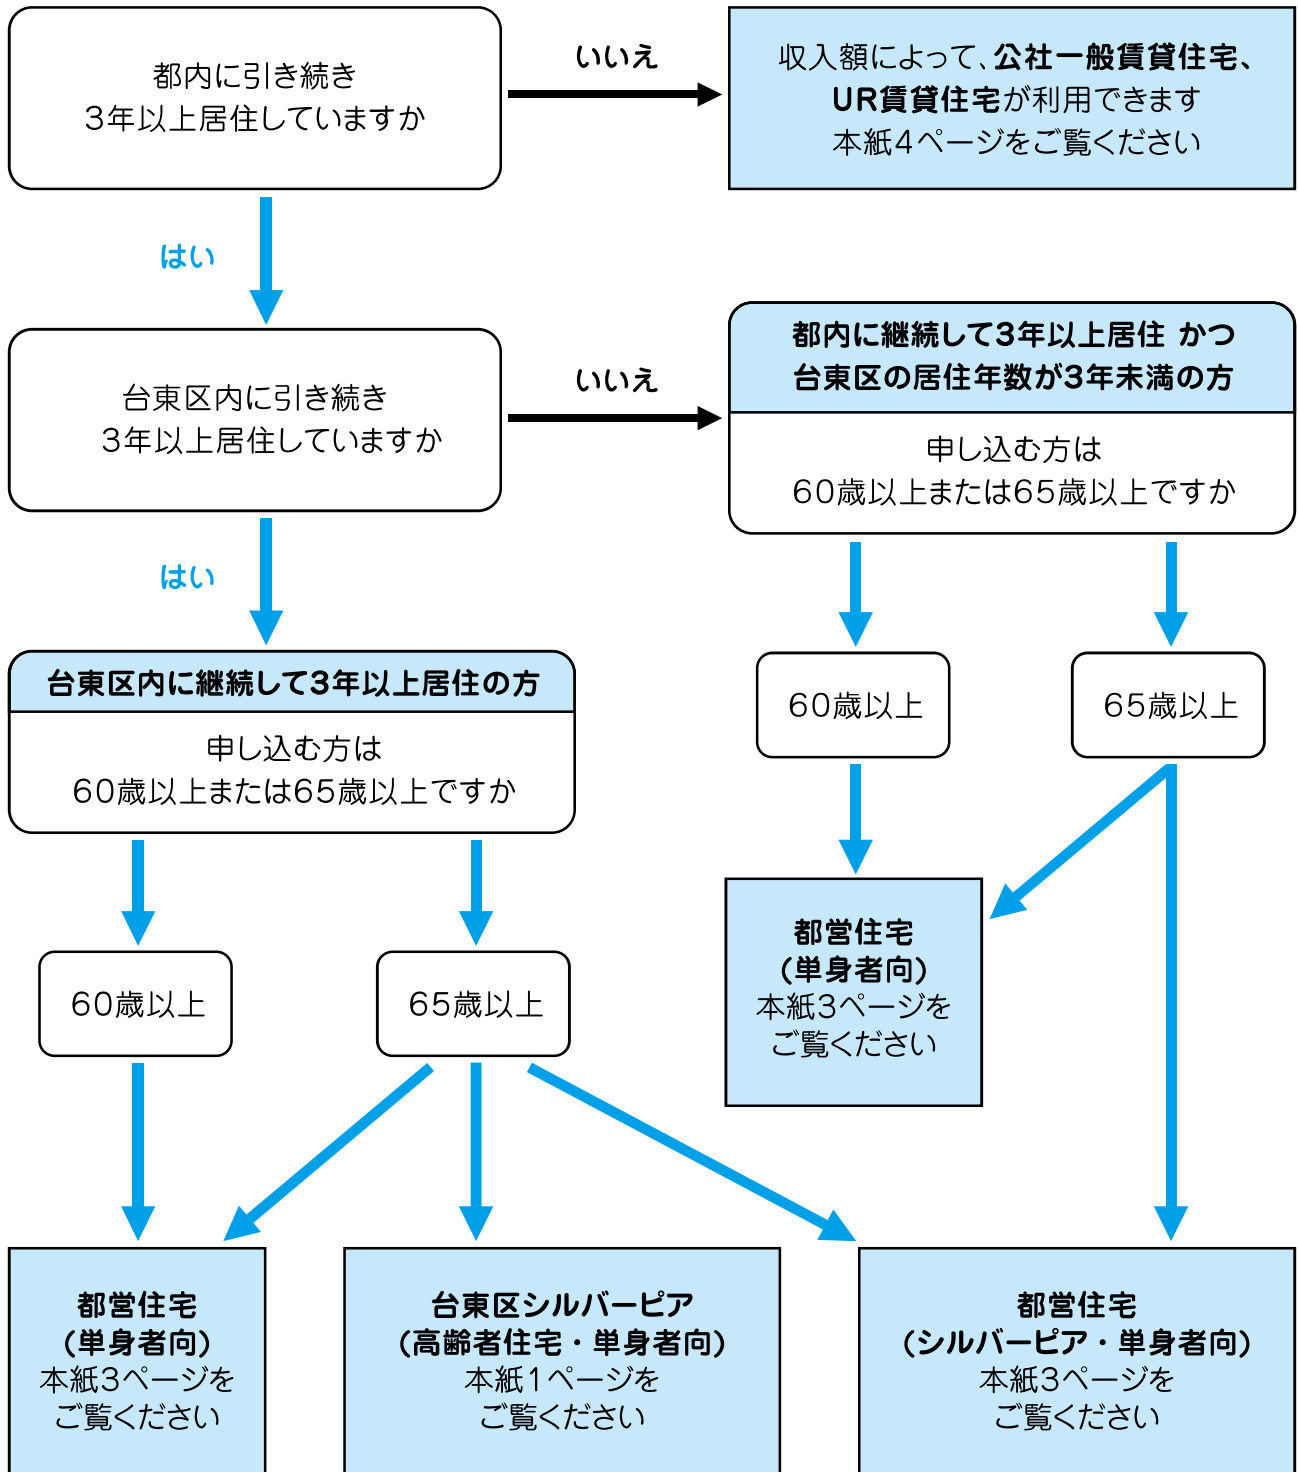 都内に引き続き
3年以上居住していますか
いいえ
収入額によって、公社一般賃貸住宅、
UR賃貸住宅が利用できます
本紙4ページをご覧ください
はい
台東区内に引き続き
3年以上居住していますか
いいえ
都内に継続して3年以上居住 かつ
台東区の居住年数が3年未満の方
申し込む方は
60歳以上または65歳以上ですか
はい
台東区内に継続して3年以上居住の方
申し込む方は
60歳以上または65歳以上ですか
60歳以上
65歳以上
都営住宅
(単身者向)
本紙3ページを
ご覧ください
60歳以上
65歳以上
都営住宅
(単身者向)
本紙3ページを
ご覧ください
台東区シルバーピア
(高齢者住宅・単身者向)
本紙1ページを
ご覧ください
都営住宅
(シルバーピア・単身者向)
本紙3ページを
ご覧ください